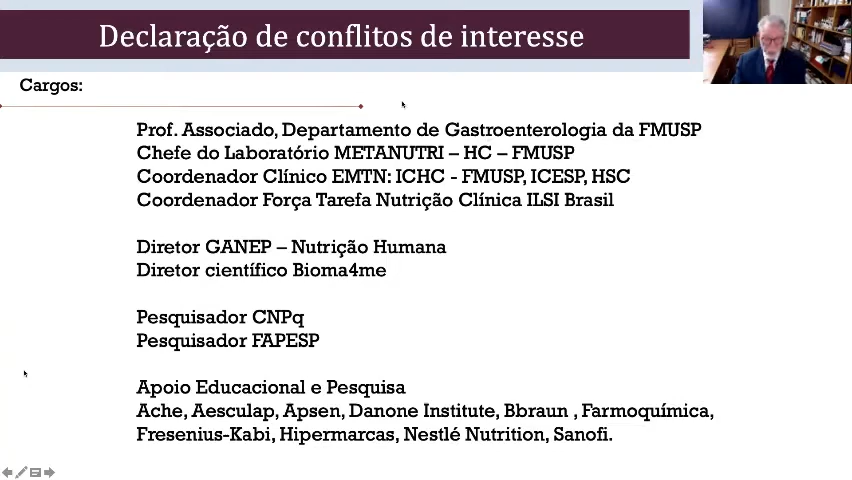 Declaração de conflitos de interesse
Cargos:
Prof. Associado, Departamento de Gastroenterologia da FMUSP
Chefe do Laboratório METANUTRI – HC – FMUSP
Coordenador Clínico EMTN: ICHC - FMUSP, ICESP, HSC
Coordenador Força Tarefa Nutrição Clínica ILSI Brasil
Diretor GANEP – Nutrição Humana
Diretor científico Bioma4me
Pesquisador CNPq
Pesquisador FAPESP
Apoio Educacional e Pesquisa
Ache, Aesculap, Apsen, Danone Institute, Bbraun , Farmoquímica,
Fresenius-Kabi, Hipermarcas, Nestlé Nutrition, Sanofi.